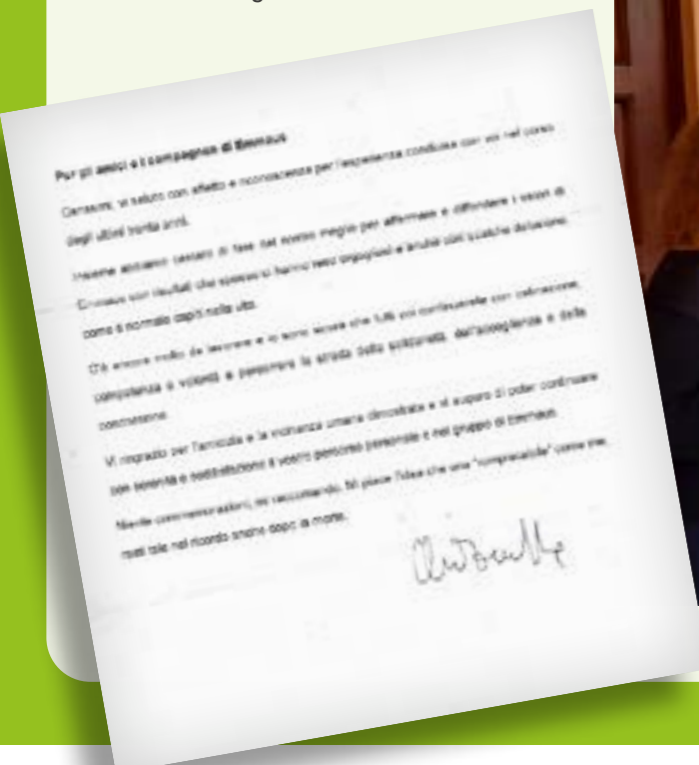 Per gli amici e i compagnon di Emmaus
Carissimi, vi saluto con affetto e riconoscenza per l'esperienza condivisa con voi nel corso
degli ultimi trenta anni.
Insieme abbiamo cercato di fare del nostro meglio per affermare e diffondere i valori di
Emmaus con risultati che spesso ci hanno resi orgogliosi e anche con qualche delusione
come è normale capiti nella vita.
C'è ancora molto da lavorare e io sono sicura che tutti voi continuerete con
competenza e volontà a percorrere la strada della solidarietà, dell'accoglienza e della
condivisione.
Vi ringrazio per l'amicizia e la vicinanza umana dimostrata e vi auguro di poter continuare
con serenità e soddisfazione il vostro percorso personale e nel gruppo di Emmaus.
Niente commemorazioni, mi raccomando. Mi piace l'idea che una "rompiscatole" come me,
resti tale nel ricordo anche dopo la morte.